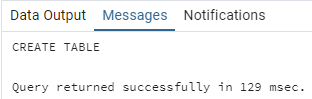 Data Output Messages Notifications
CREATE TABLE
Query returned successfully in 129 msec.